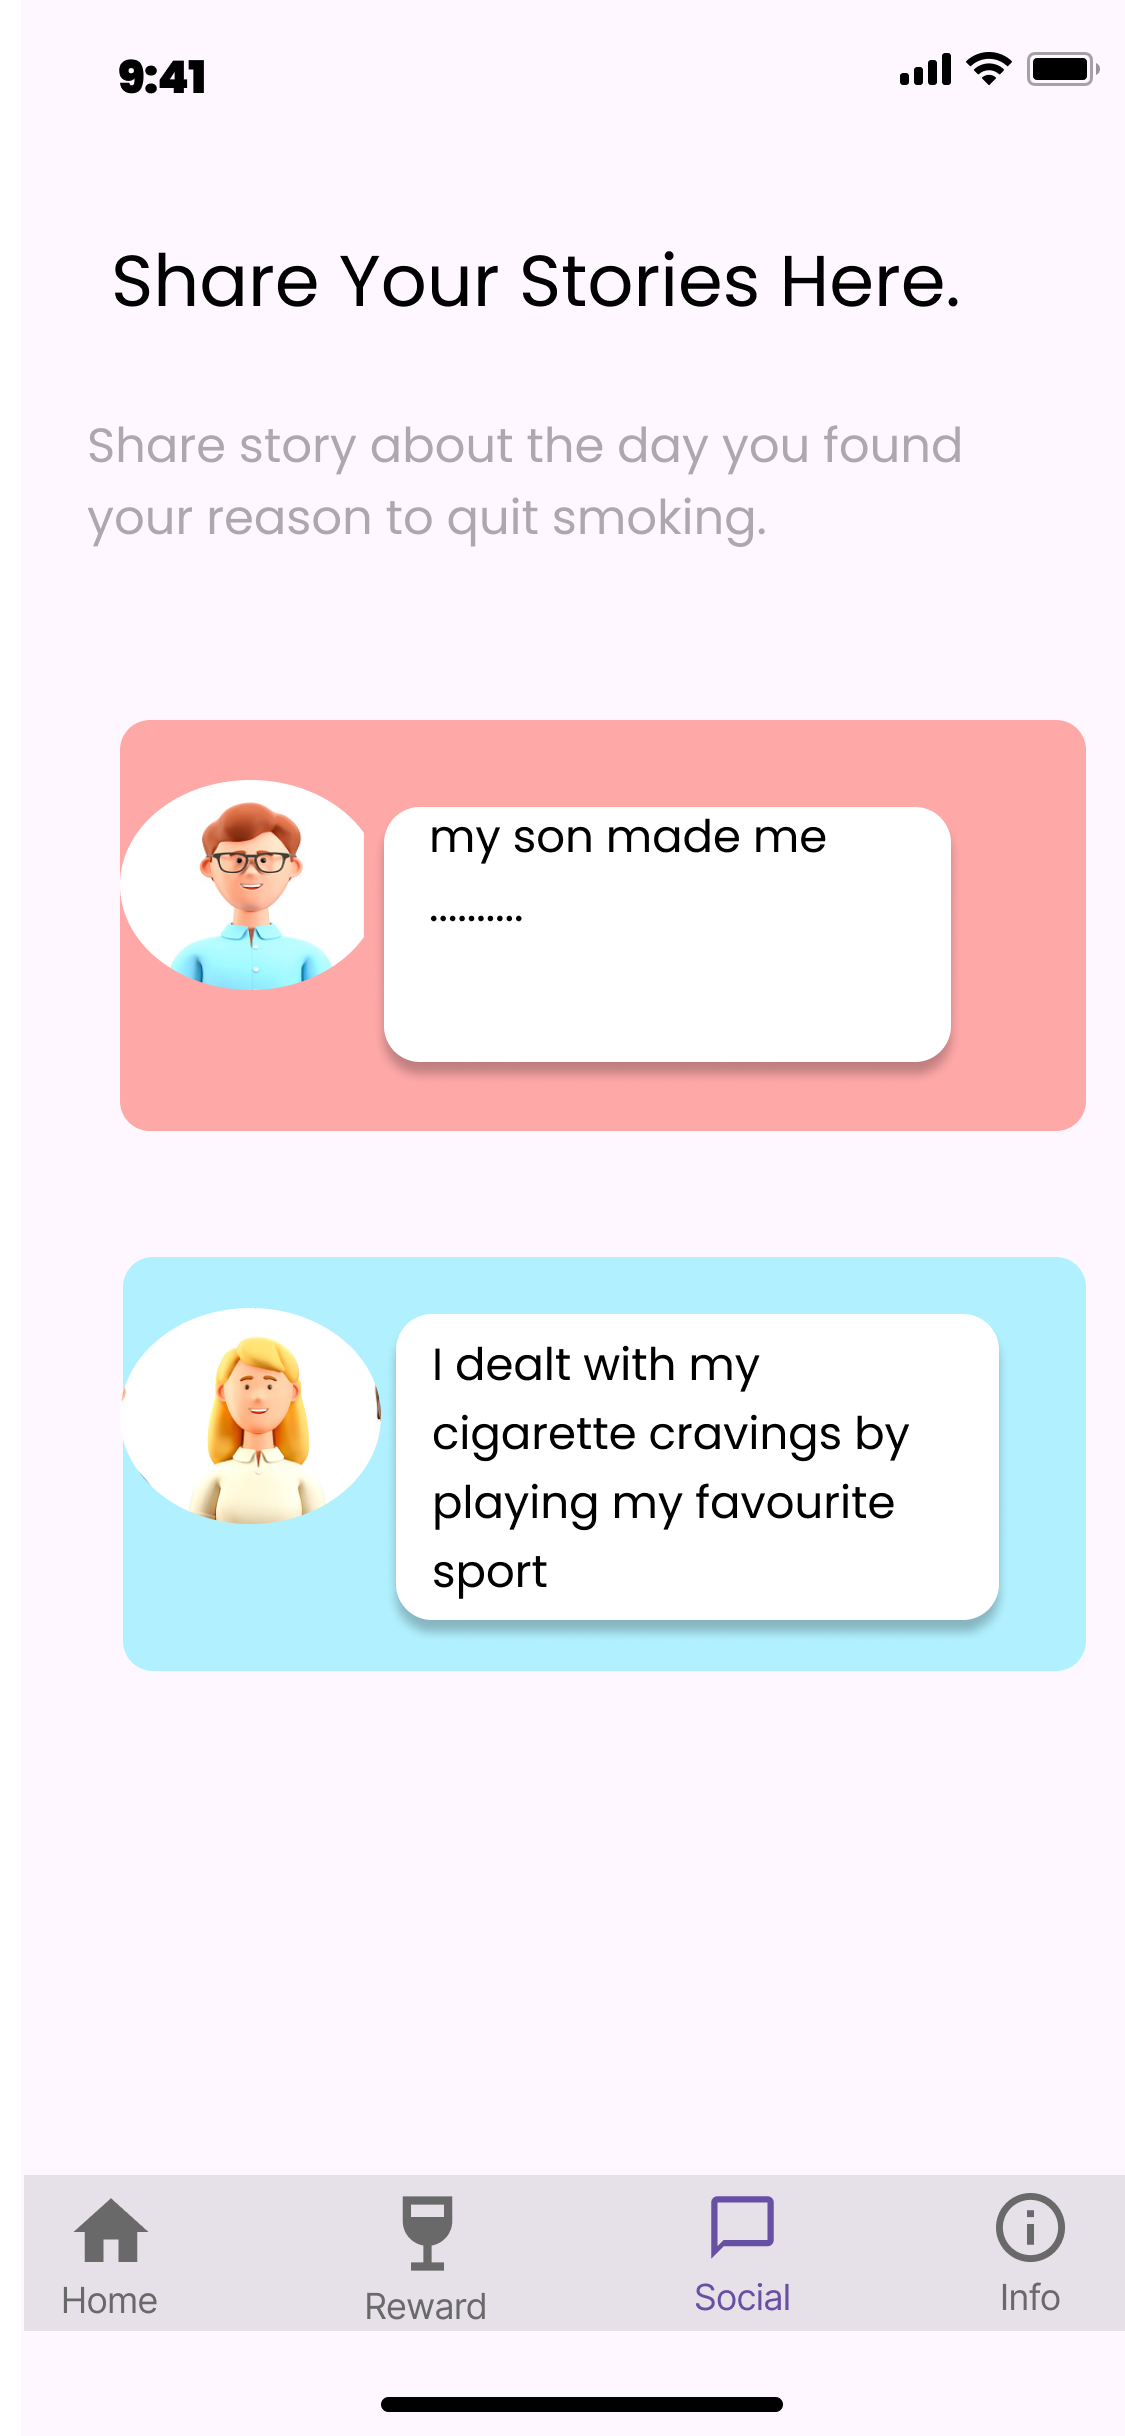 9:41
Share Your Stories Here.
Share story about the day you found
your reason to quit smoking.
my son made me
..........
I dealt with my
cigarette cravings by
playing my favourite
sport
Home
Reward
Social
Info